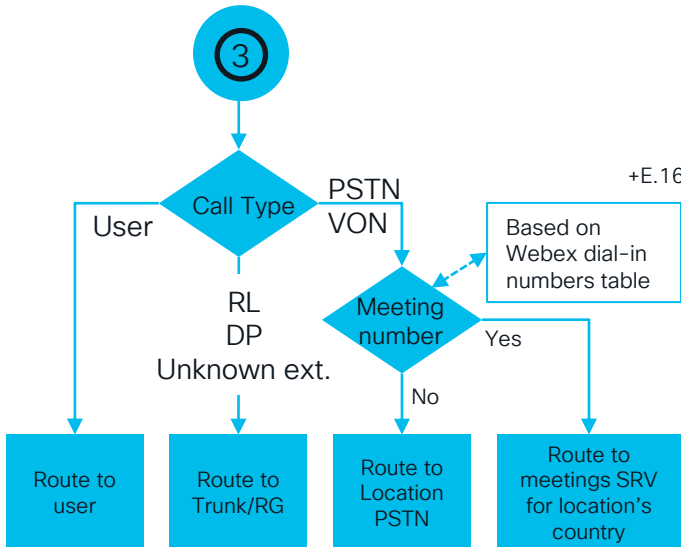 3
Call Type
User
PSTN
VON
+E.16
Based on
Webex dial-in
numbers table
RL
DP
Unknown ext.
Meeting
number
Yes
No
Route to
user
Route to
Trunk/RG
Route to
Location
PSTN
Route to
meetings SRV
for location's
country